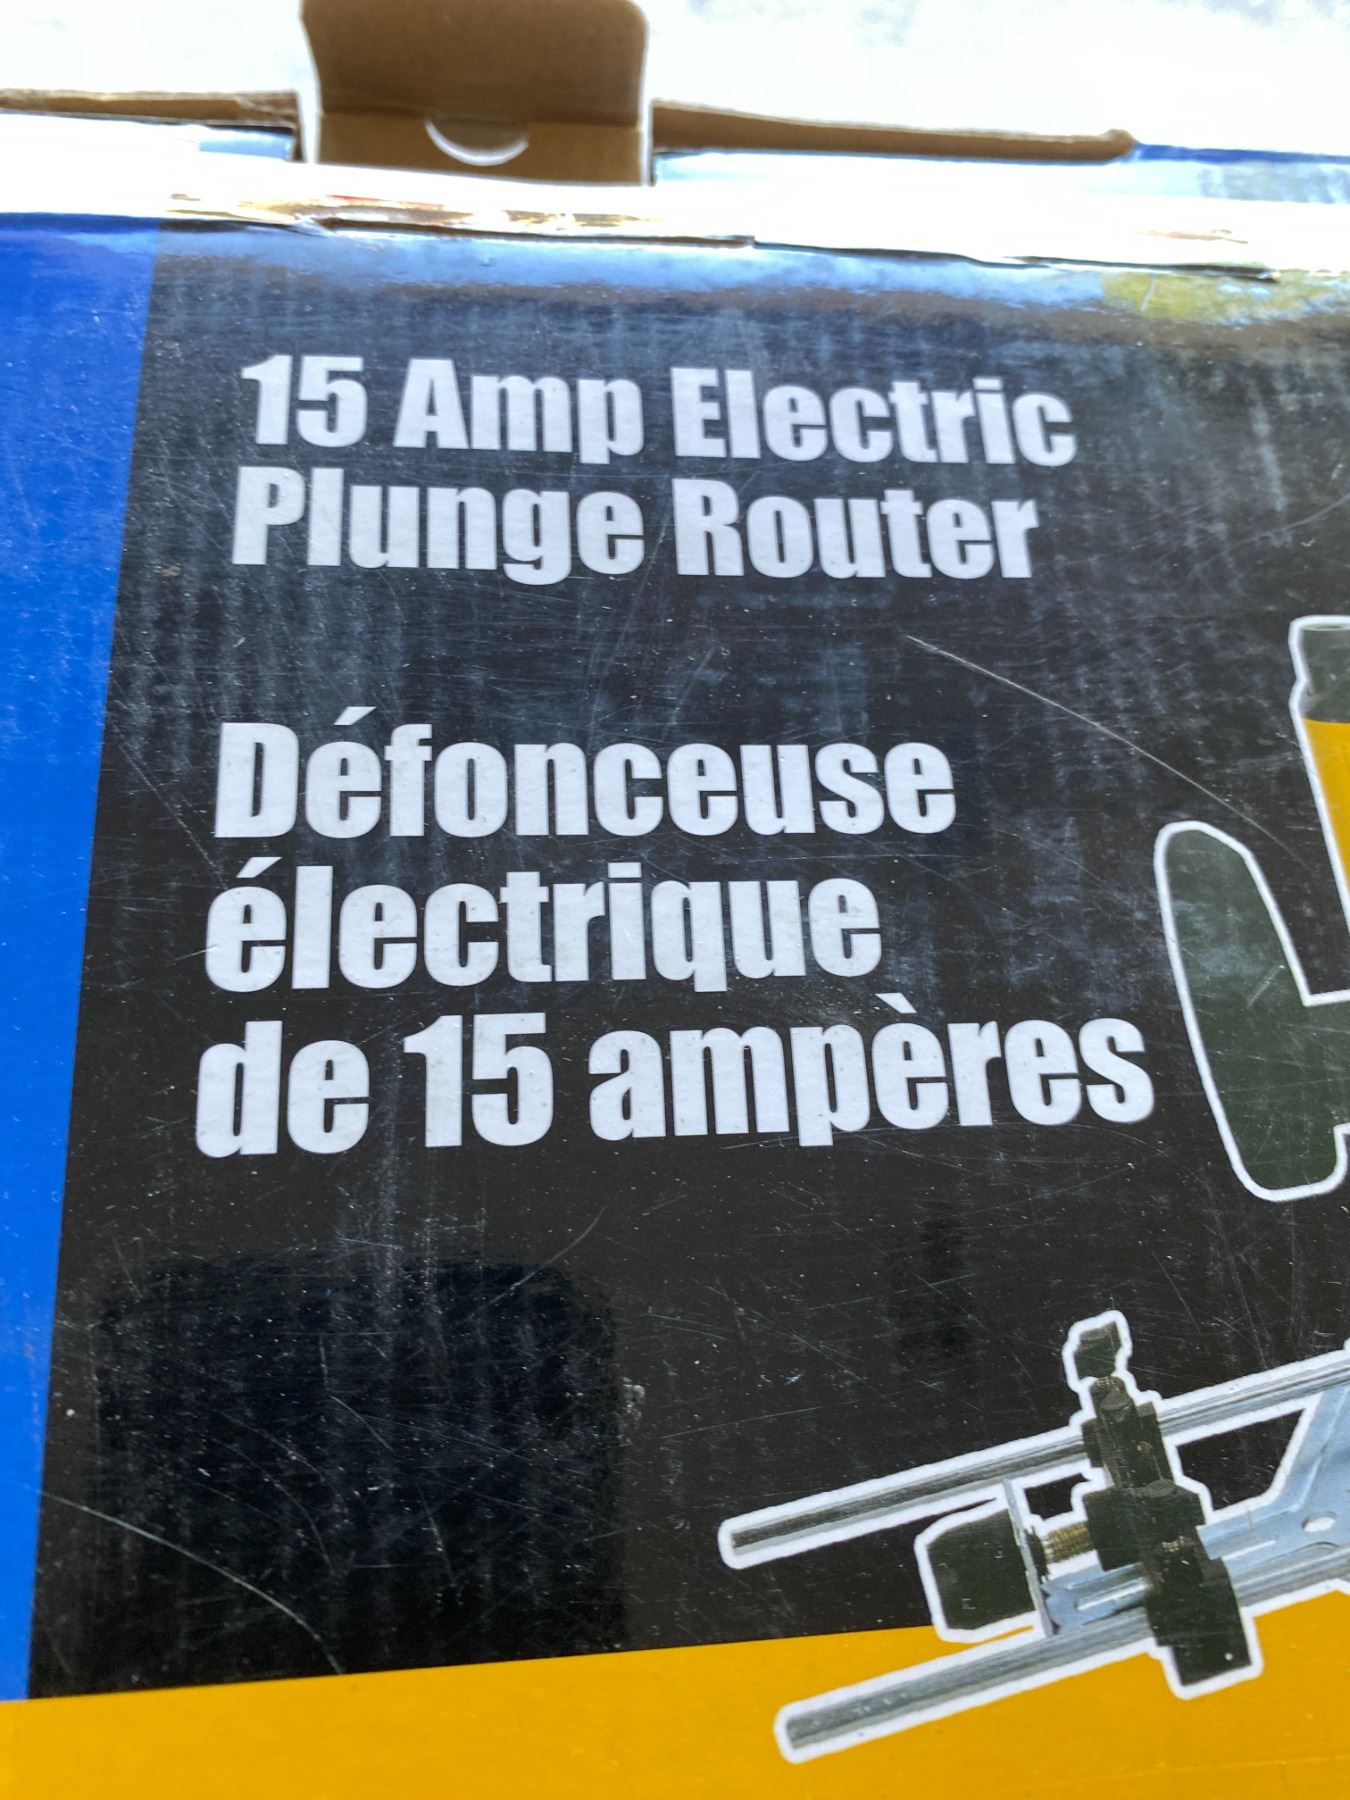 15 Amp Electric
Plunge Router
Défonceuse
électrique
de 15 ampères